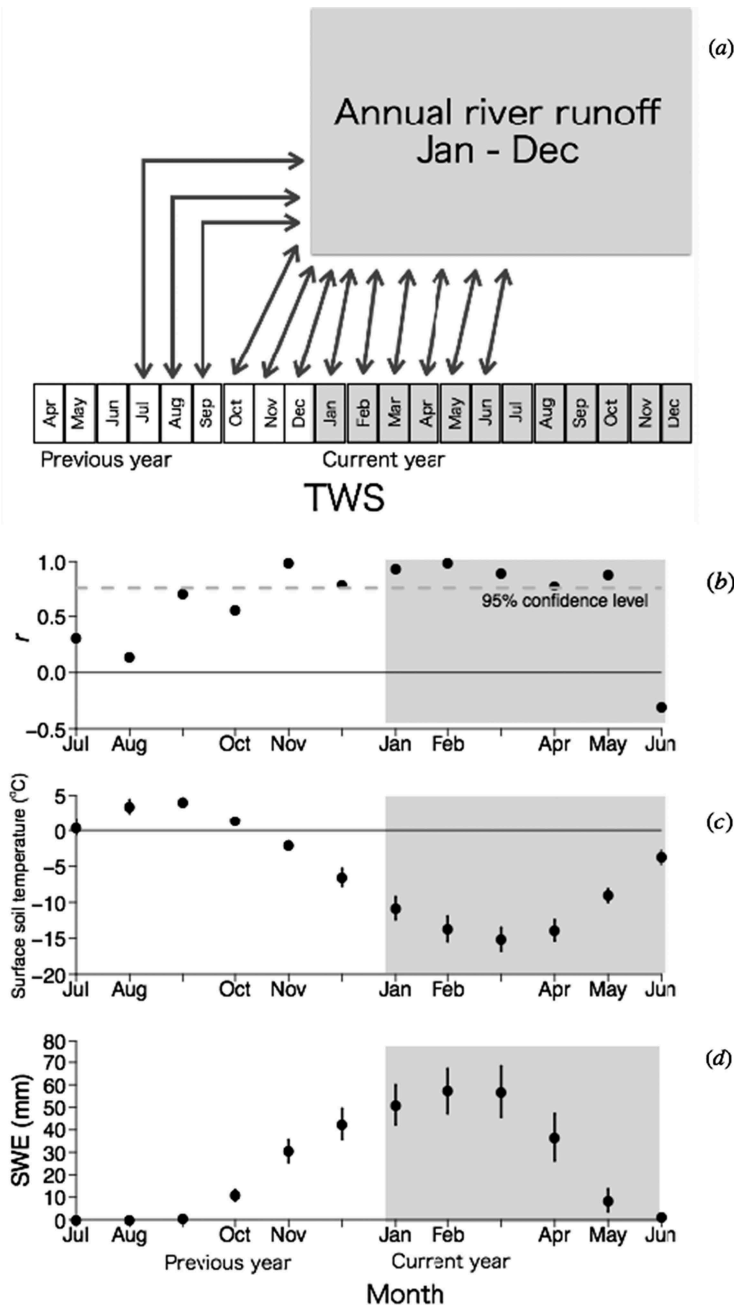 (a)
Annual river runoff
Jan - Dec
Apr May Jun Jul Aug Sep Oct Nov Dec Jan Feb Mar Apr May Jun Jul Aug Sep Oct Nov Dec
Previous year Current year
TWS
(b)
1.0
0.5
0.0
−0.5
r
95% confidence level
Jul Aug Oct Nov Jan Feb Apr May Jun
(c)
5
0
−5
−10
−15
−20
Surface soil temperature (°C)
Jul Aug Oct Nov Jan Feb Apr May Jun
(d)
80
70
60
50
40
30
20
10
0
SWE (mm)
Jul Aug Oct Nov Jan Feb Apr May Jun
Previous year Current year
Month